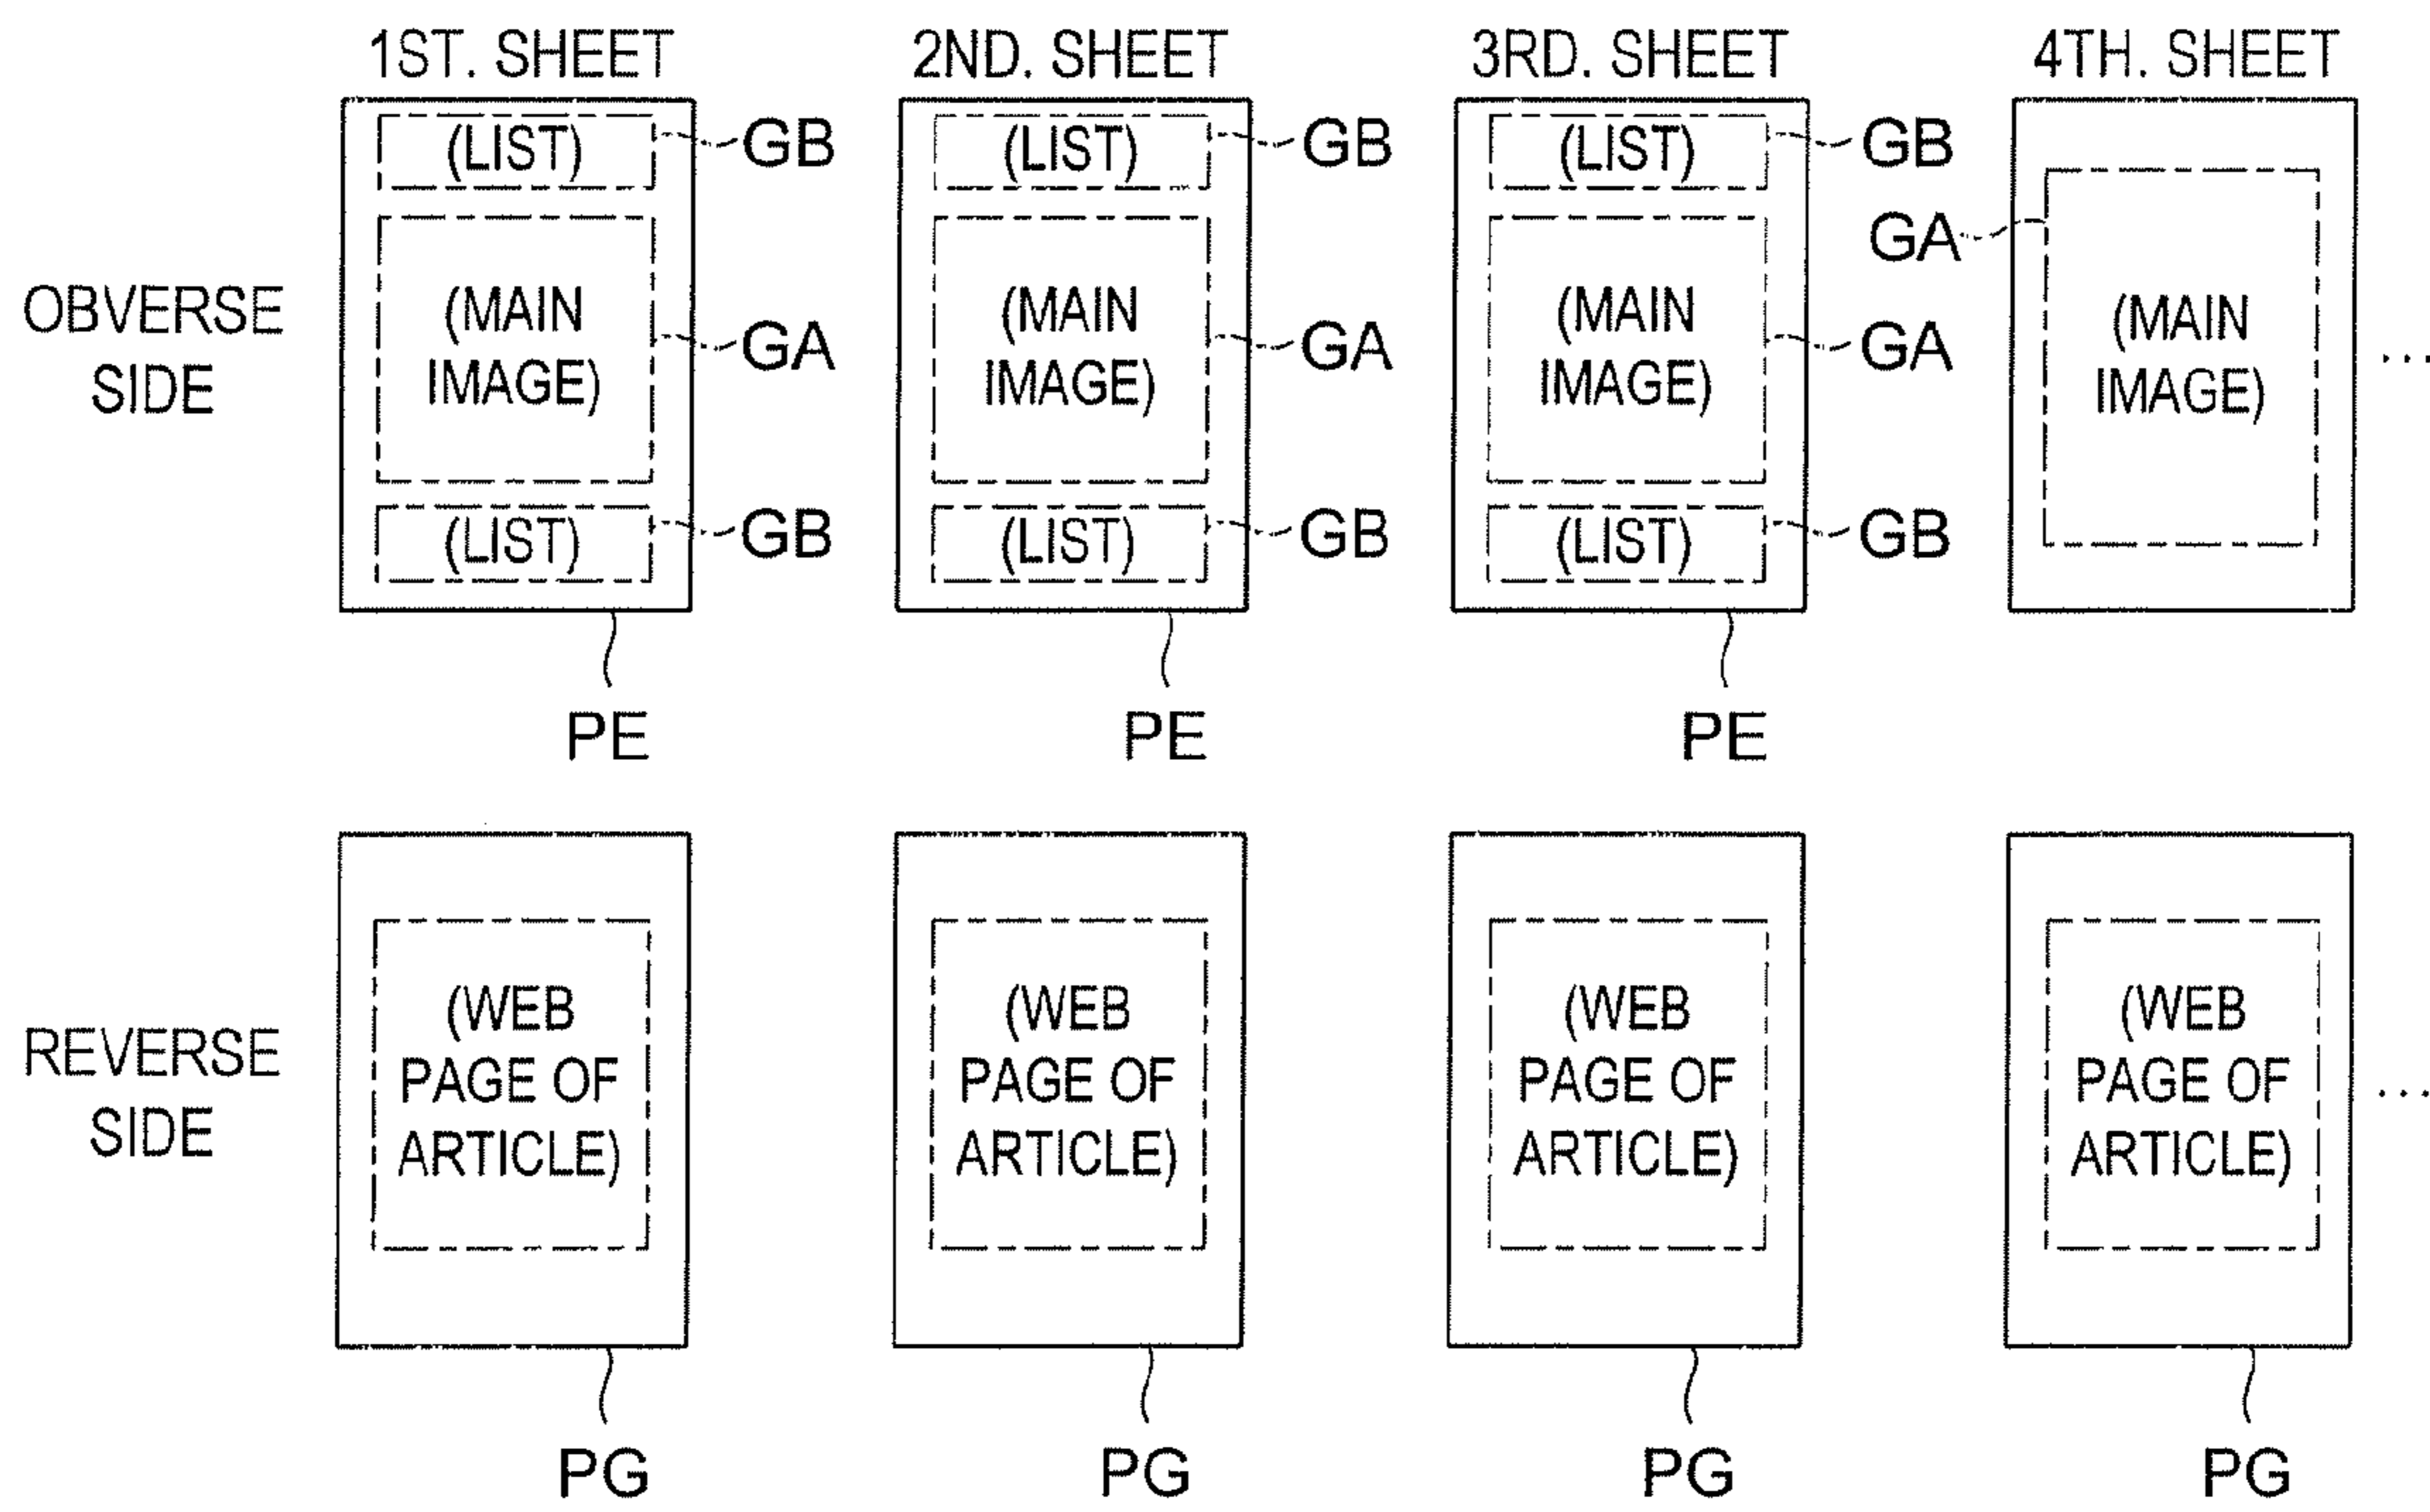 1ST. SHEET 2ND. SHEET 3RD. SHEET 4TH. SHEET
(LIST) GB (LIST) GB (LIST) GB
GA
OBVERSE
SIDE
(MAIN
IMAGE) GA
(MAIN
IMAGE) GA
(MAIN
IMAGE) GA
(MAIN
IMAGE)
...
(LIST) GB (LIST) GB (LIST) GB
PE PE PE
REVERSE
SIDE
(WEB
PAGE OF
ARTICLE)
(WEB
PAGE OF
ARTICLE)
(WEB
PAGE OF
ARTICLE)
(WEB
PAGE OF
ARTICLE)
...
PG PG PG PG